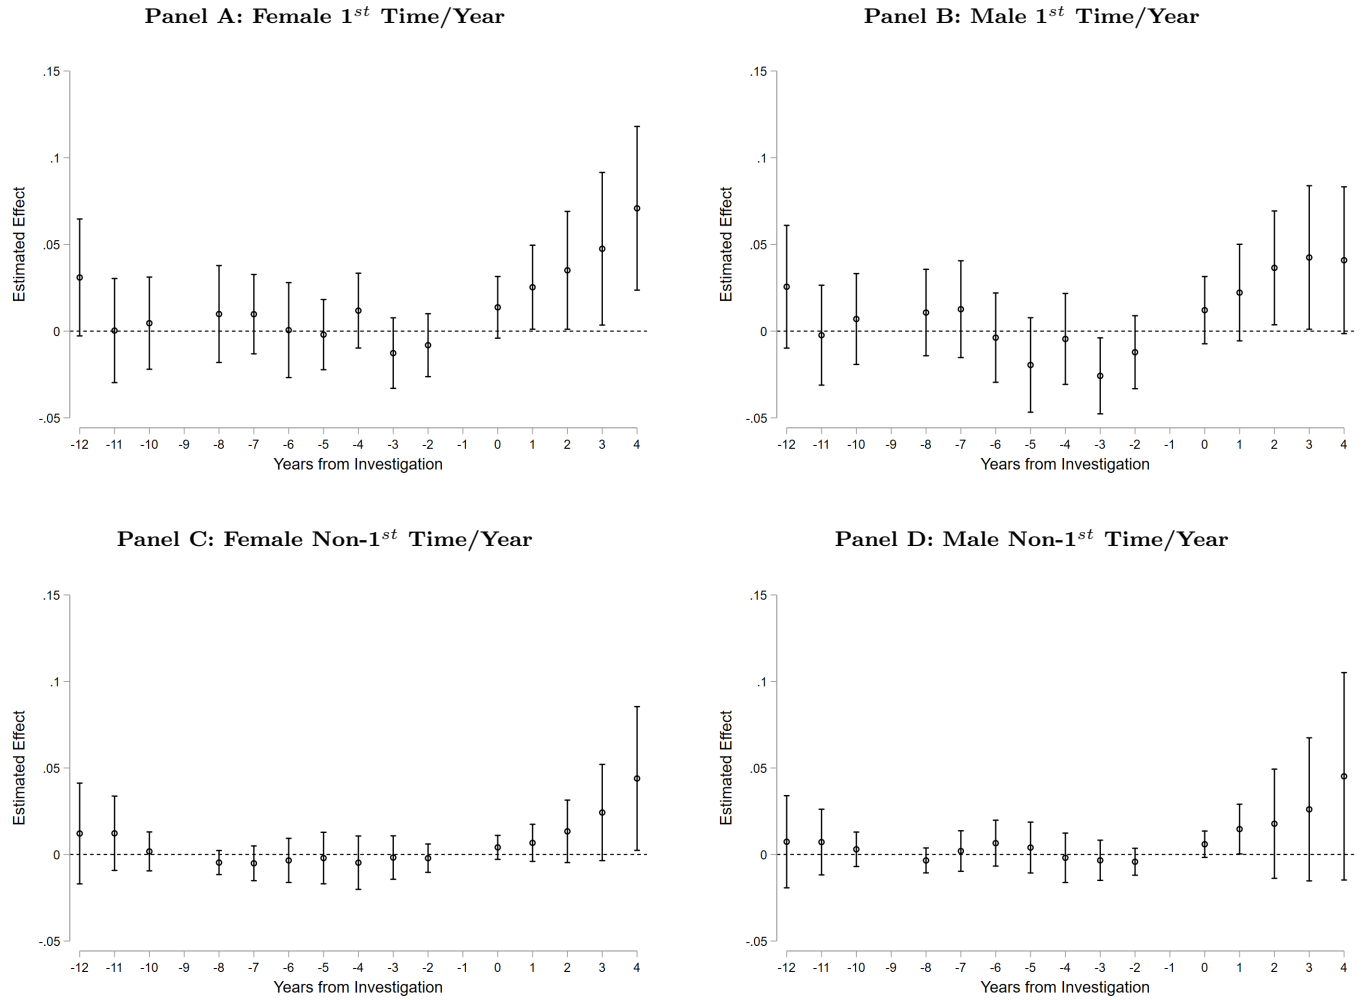 Panel A: Female 1st Time/Year
.15
.1
.05
0
-.05
Estimated Effect
-12 -11 -10 -9 -8 -7 -6 -5 -4 -3 -2 -1 0 1 2 3 4
Years from Investigation
Panel B: Male 1st Time/Year
.15
.1
.05
0
-.05
Estimated Effect
-12 -11 -10 -9 -8 -7 -6 -5 -4 -3 -2 -1 0 1 2 3 4
Years from Investigation
Panel C: Female Non-1st Time/Year
.15
.1
.05
0
-.05
Estimated Effect
-12 -11 -10 -9 -8 -7 -6 -5 -4 -3 -2 -1 0 1 2 3 4
Years from Investigation
Panel D: Male Non-1st Time/Year
.15
.1
.05
0
-.05
Estimated Effect
-12 -11 -10 -9 -8 -7 -6 -5 -4 -3 -2 -1 0 1 2 3 4
Years from Investigation